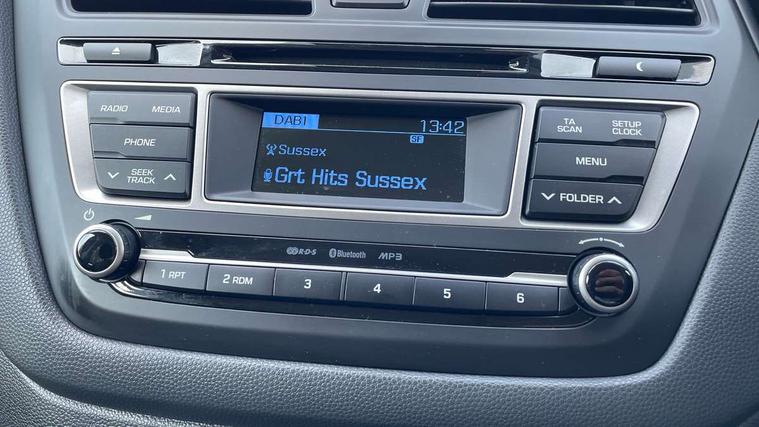 RADIO MEDIA
PHONE
SEEK
TRACK
DAB1 13:42
SF
Sussex
Grt Hits Sussex
TA
SCAN
SETUP
CLOCK
MENU
FOLDER
R·D·S Bluetooth MP3
1 RPT 2 RDM 3 4 5 6